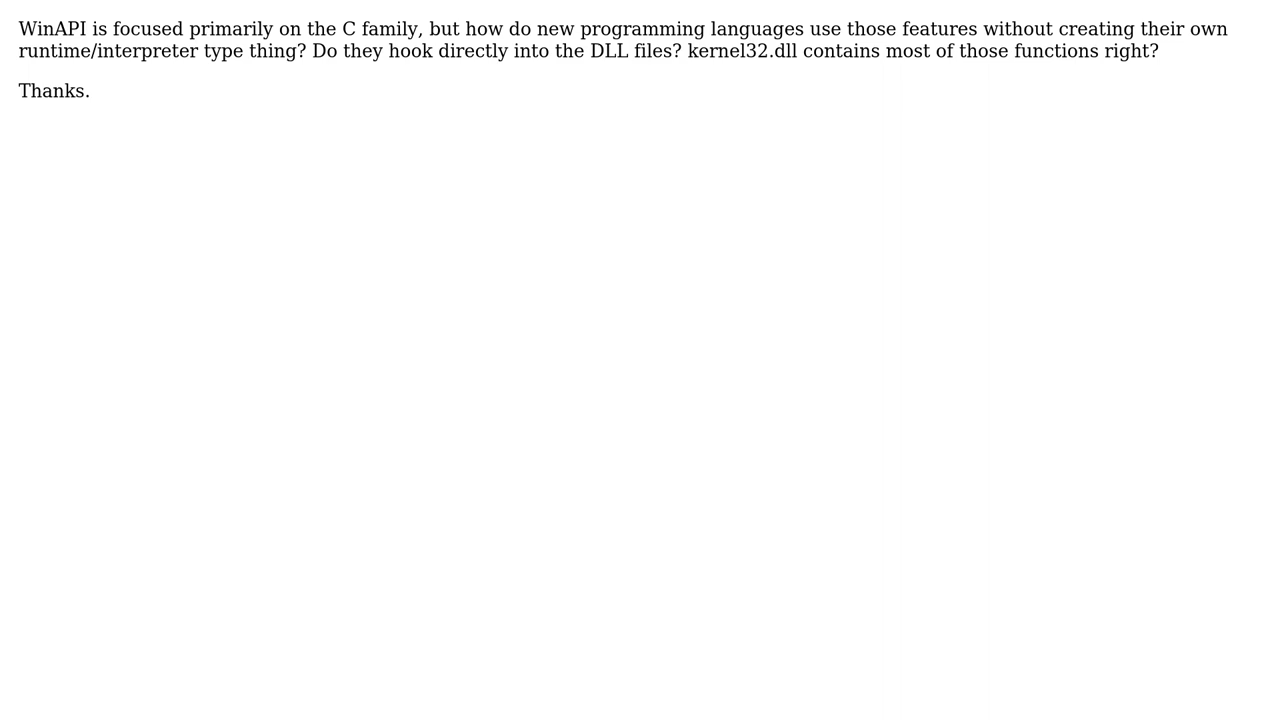 WinAPI is focused primarily on the C family, but how do new programming languages use those features without creating their own
runtime/interpreter type thing? Do they hook directly into the DLL files? kernel32.dll contains most of those functions right?
Thanks.